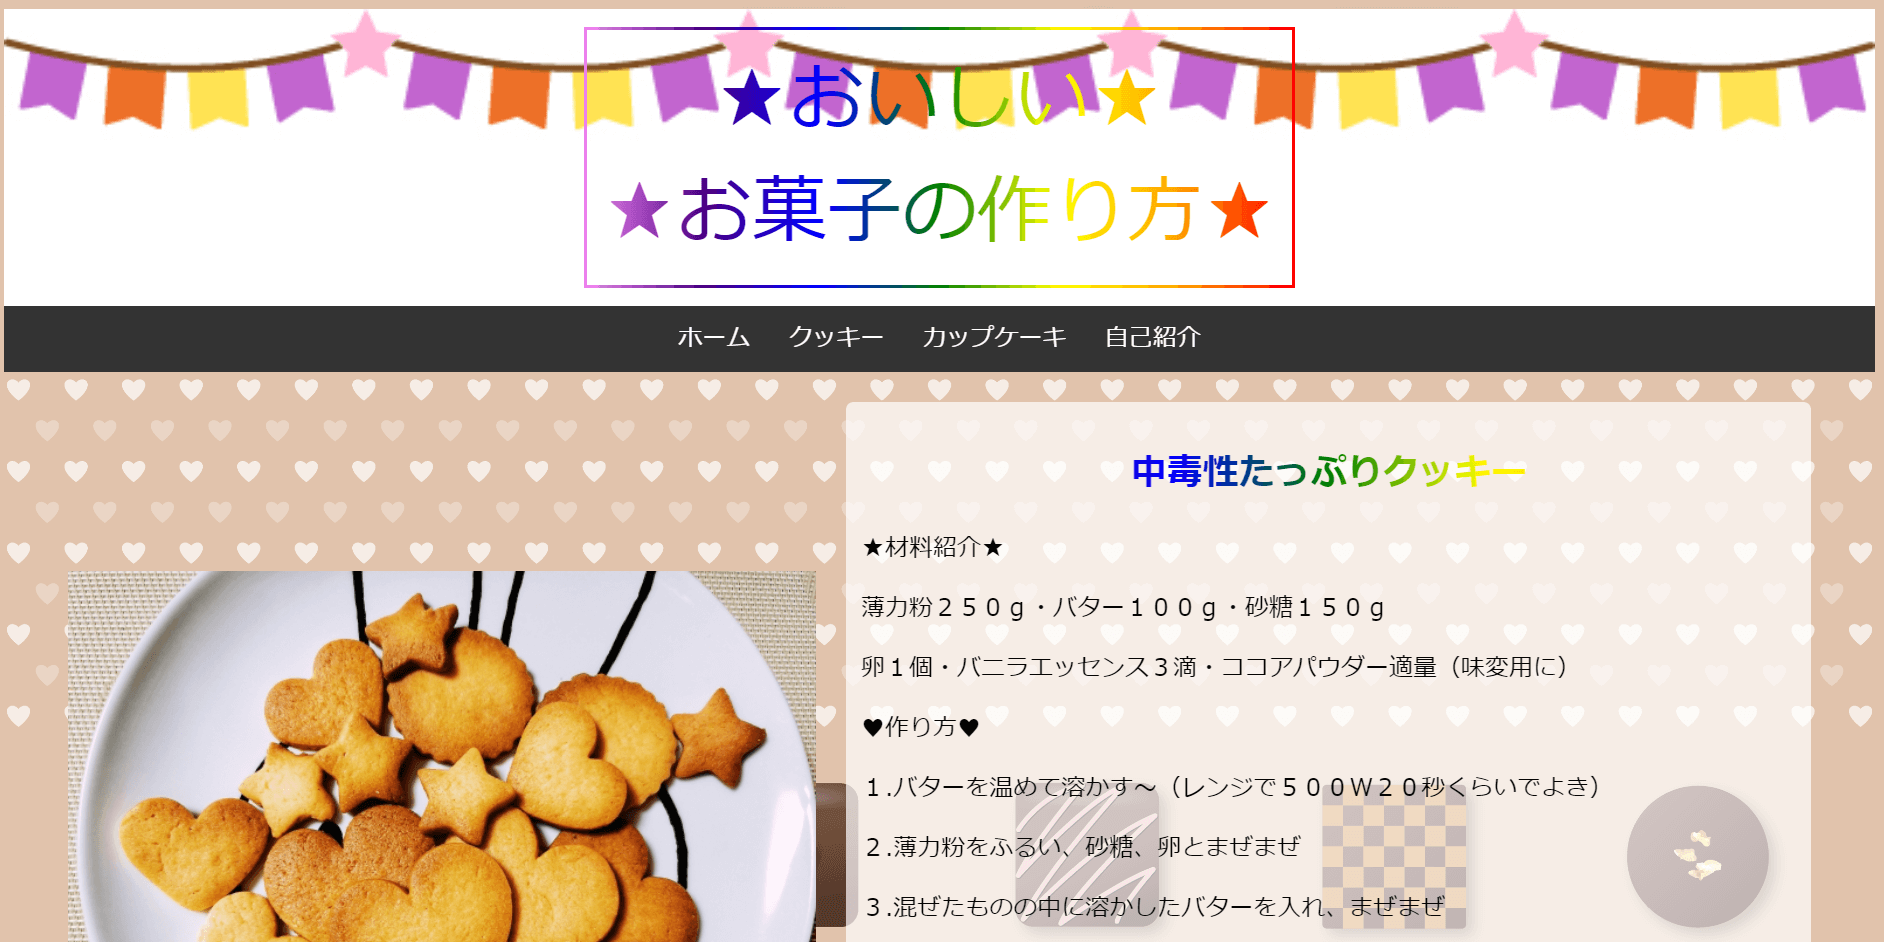 ★おいしい★
★お菓子の作り方★
ホーム クッキー カップケーキ 自己紹介
中毒性たっぷりクッキー
★材料紹介★
薄力粉２５０ｇ・バター１００ｇ・砂糖１５０ｇ
卵１個・バニラエッセンス３滴・ココアパウダー適量（味変用に）
♥作り方♥
１.バターを温めて溶かす～（レンジで５００W２０秒くらいでよき）
２.薄力粉をふるい、砂糖、卵とまぜまぜ
３.混ぜたものの中に溶かしたバターを入れ、まぜまぜ